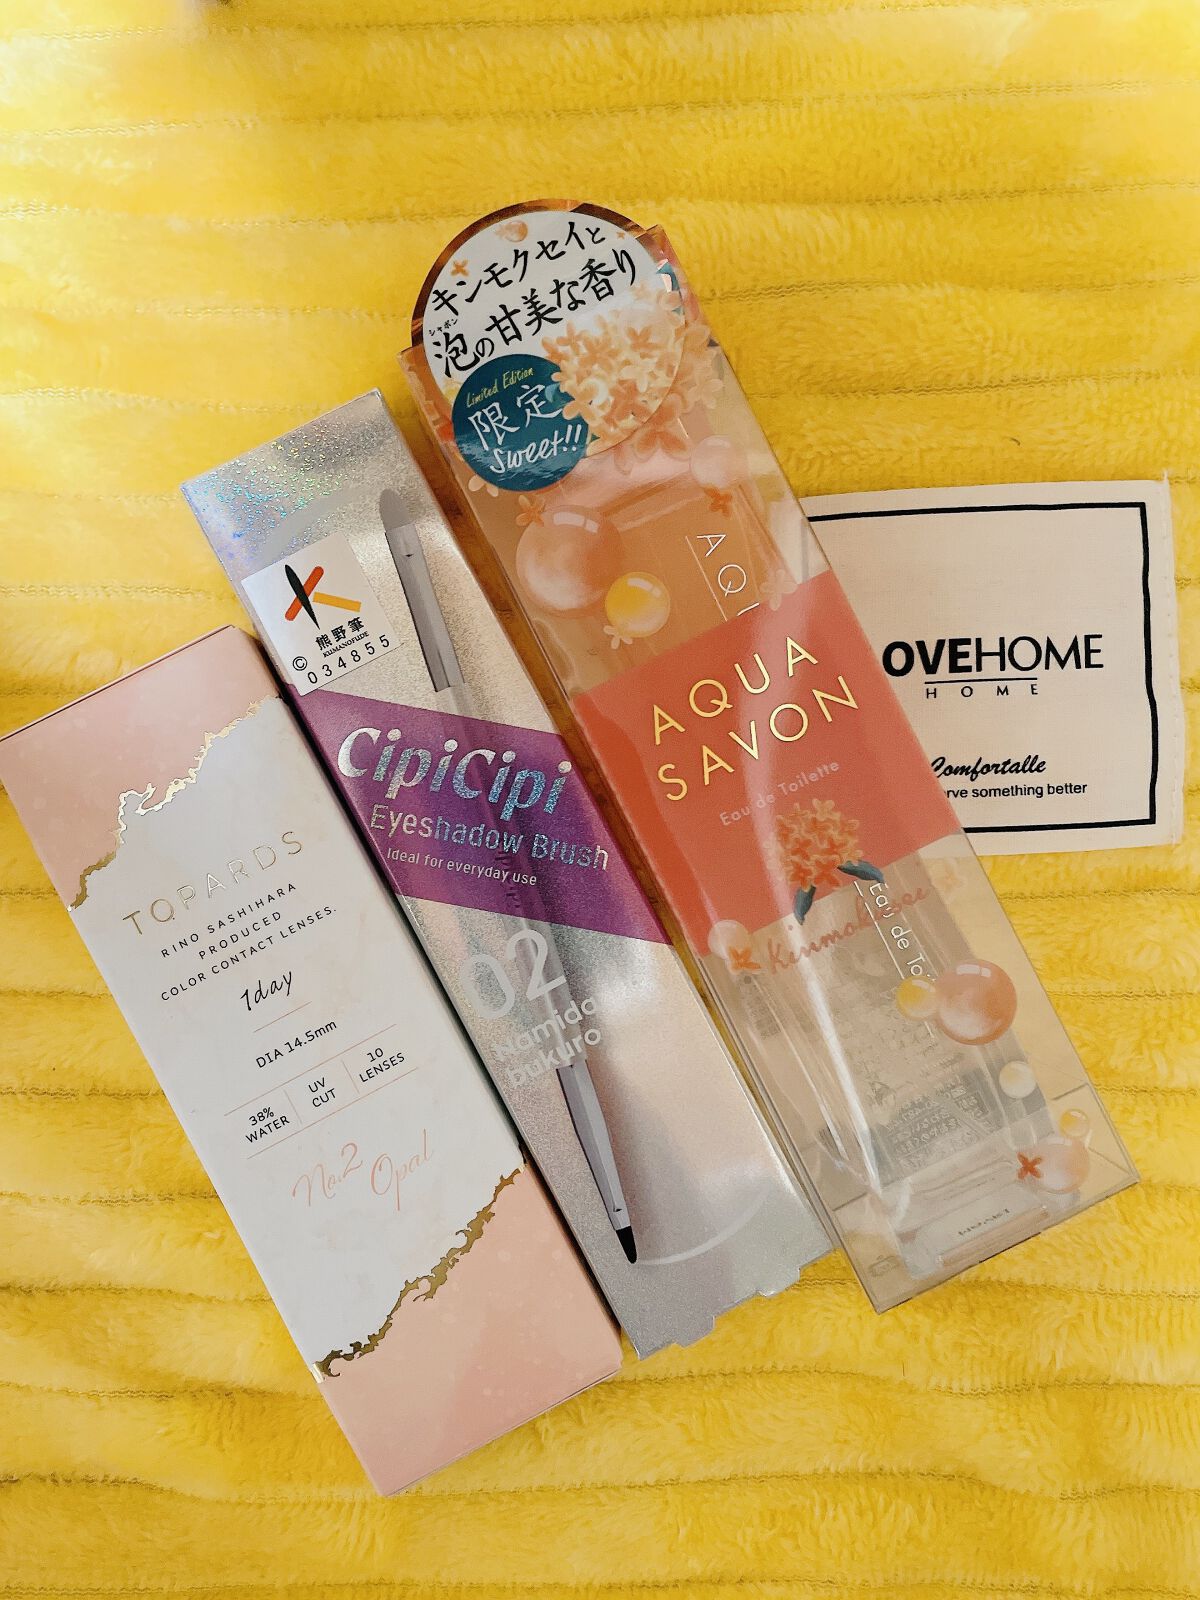 TOPARDS
RINO SASHIHARA
PRODUCED
COLOR CONTACT LENSES.
1day
DIA 14.5mm
38%
WATER
UV
CUT
10
LENSES
No.2 Opal
熊野筆
KUMANOFUDE
© 034855
CipiCipi
Eyeshadow Brush
Ideal for everyday use
02
Namida
bukuro
キンモクセイと
シャボン
泡の甘美な香り
Limited Edition
限定
Sweet!!
AQUA
SAVON
Eau de Toilette
Kinmokusei
OVEHOME
HOME
Comfortalle
rve something better